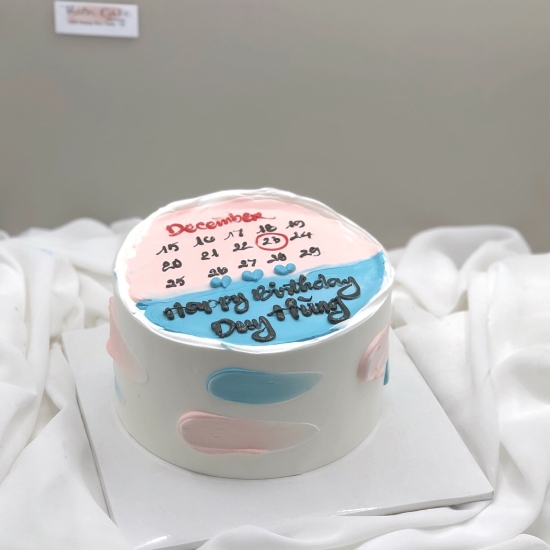 December
15 16 17 18 19
20 21 22 23 24
25 26 27 28 29
Happy Birthday
Duy Hùng